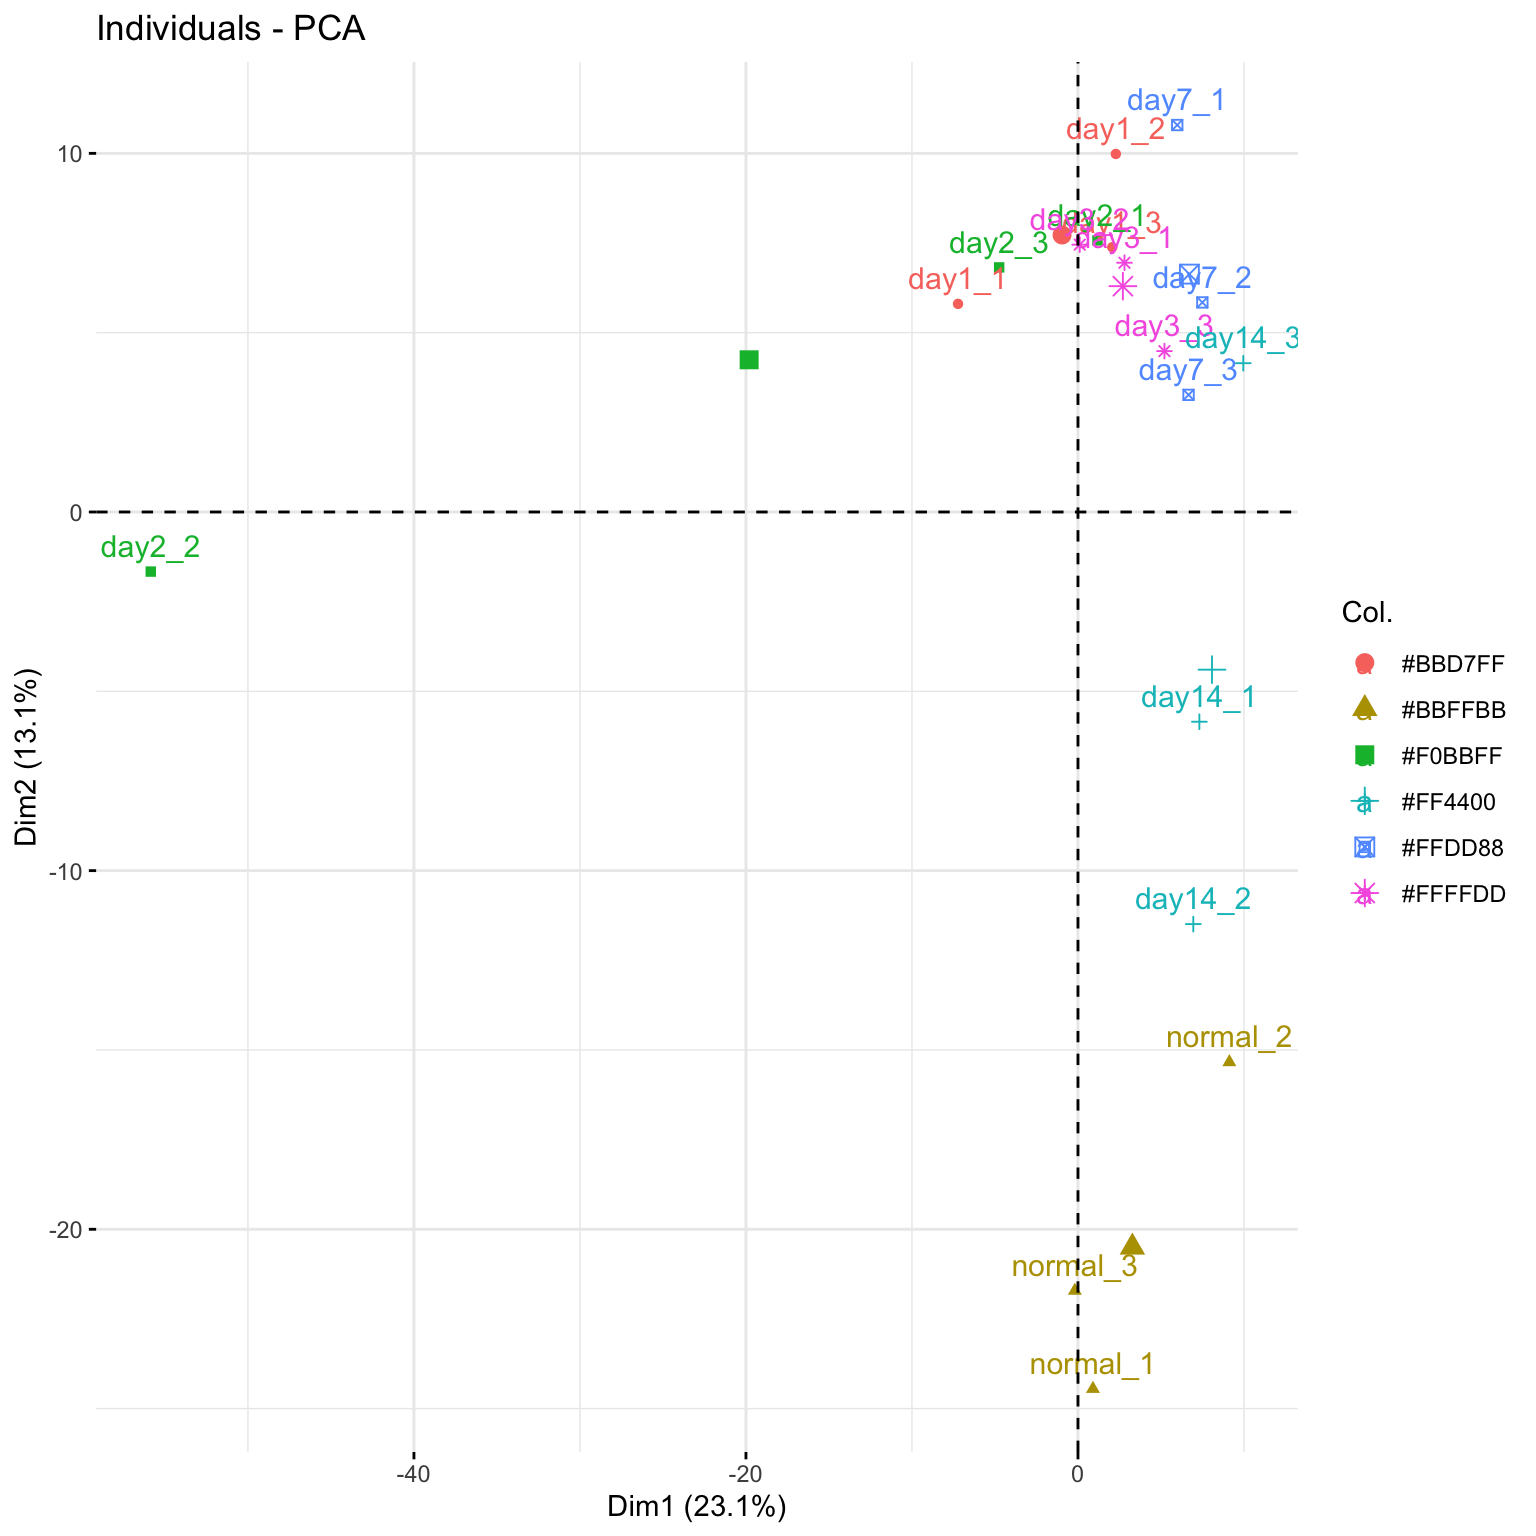 Individuals - PCA
day7_1
day1_2
10
day2_1
day3_2
day1_3
day3_1
day2_3
day1_1
day7_2
day3_3
day14_3
day7_3
0
day2_2
day14_1
Dim2 (13.1%)
-10
day14_2
normal_2
-20
normal_3
normal_1
-40
-20
0
Dim1 (23.1%)
Col.
a #BBD7FF
a #BBFFBB
a #F0BBFF
a #FF4400
a #FFDD88
a #FFFFDD